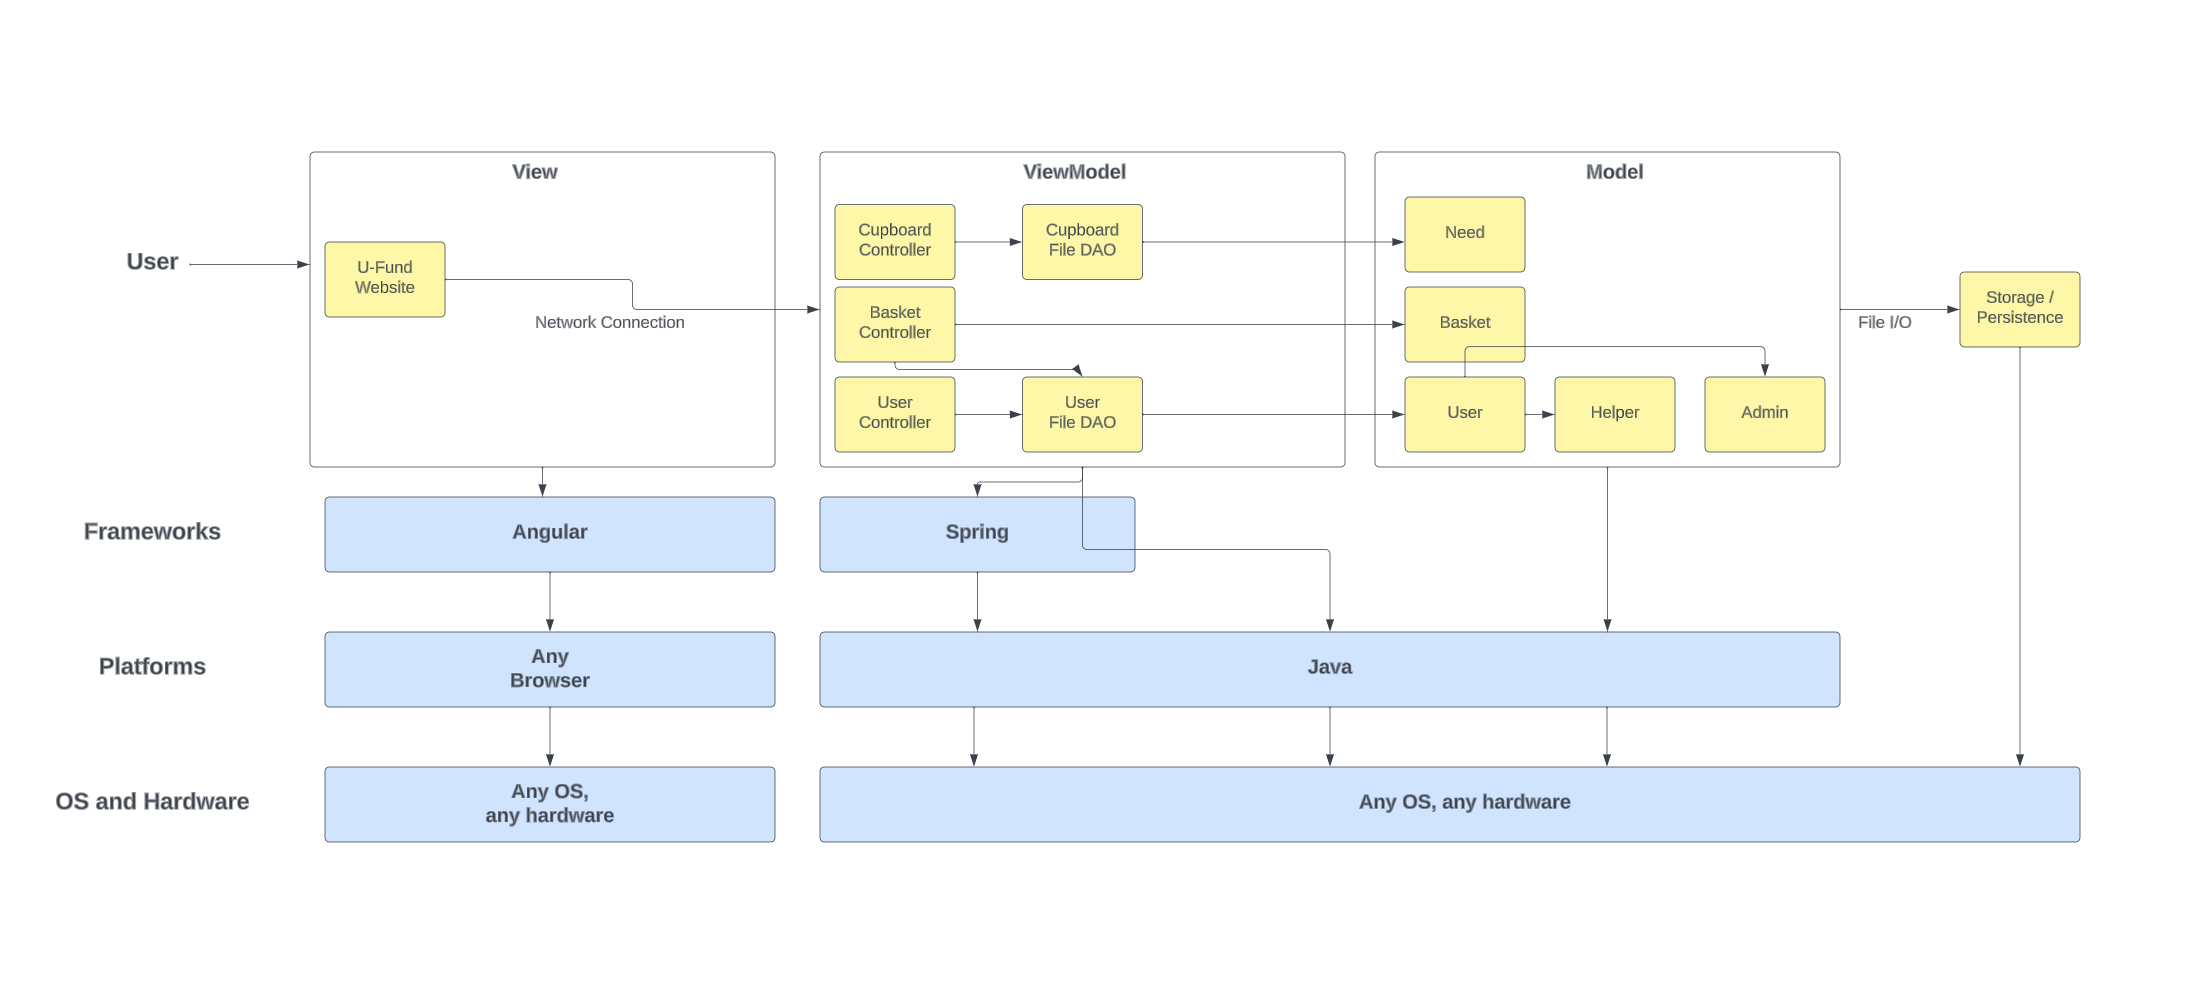 View
ViewModel
Model
User
U-Fund
Website
Network Connection
Cupboard
Controller
Cupboard
File DAO
Basket
Controller
User
Controller
User
File DAO
Need
Basket
User
Helper
Admin
File I/O
Storage /
Persistence
Frameworks
Angular
Spring
Platforms
Any
Browser
Java
OS and Hardware
Any OS,
any hardware
Any OS, any hardware